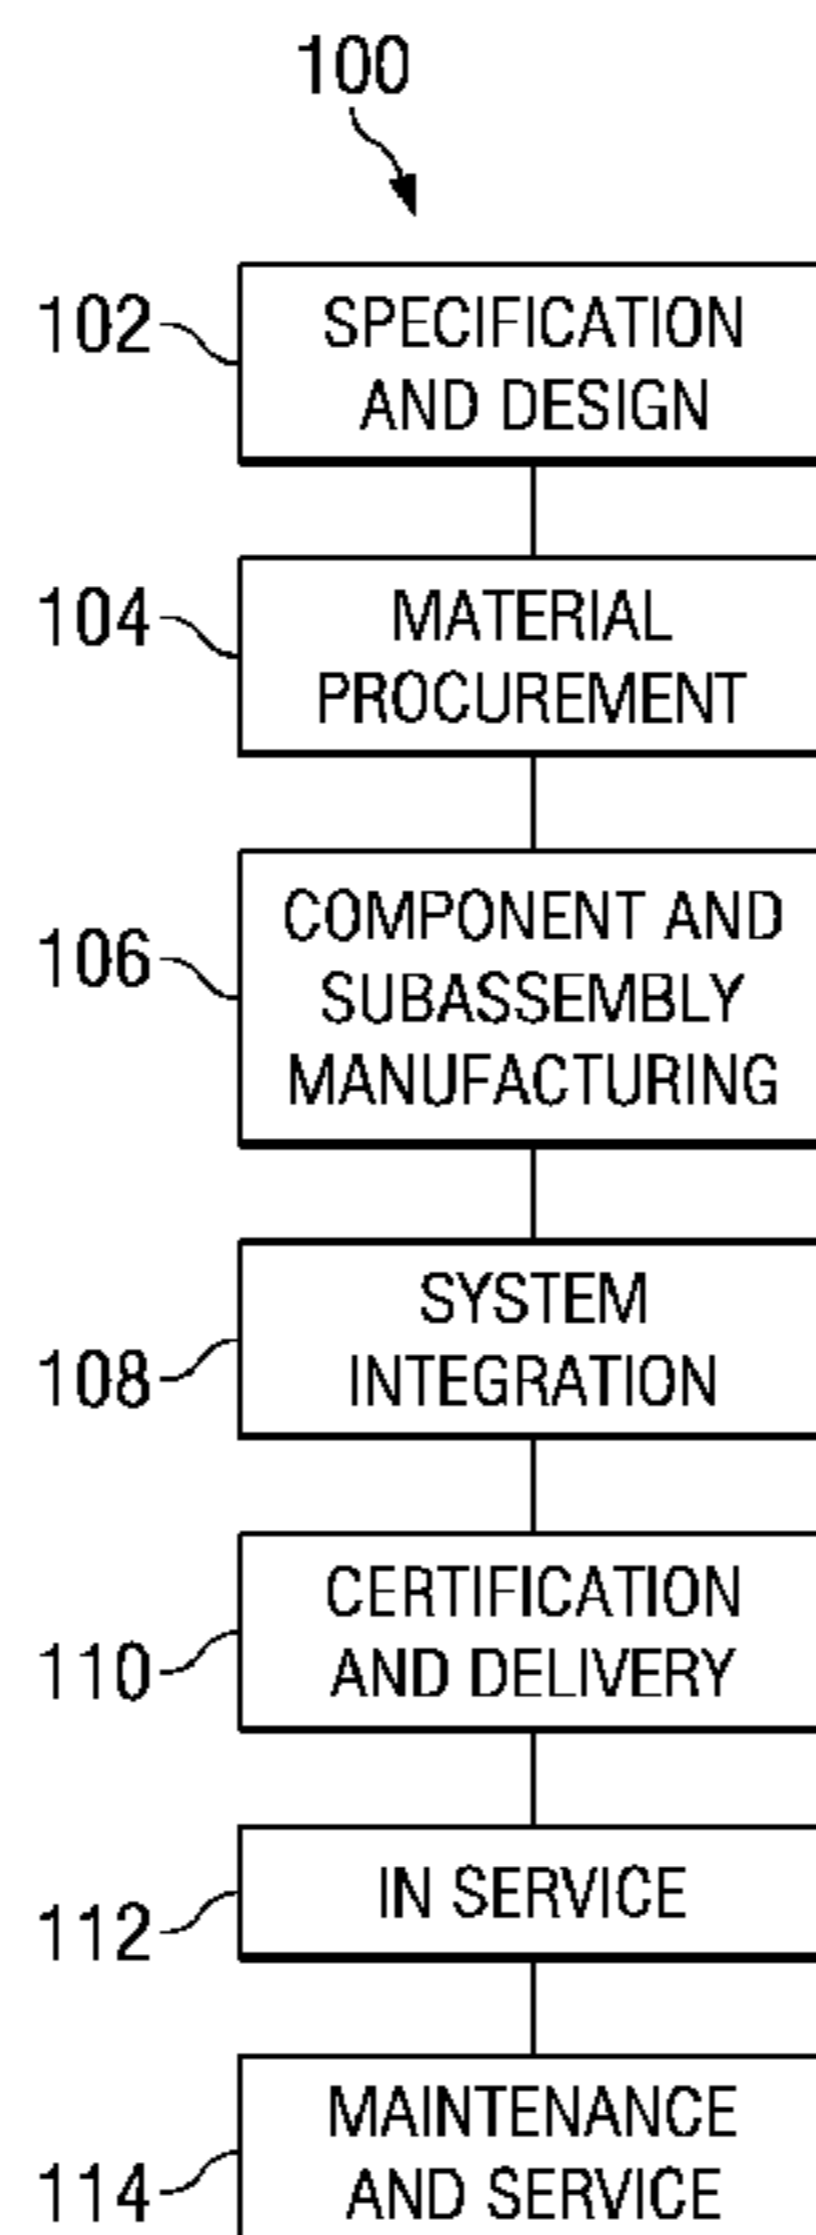 100
102
SPECIFICATION
AND DESIGN
104
MATERIAL
PROCUREMENT
106
COMPONENT AND
SUBASSEMBLY
MANUFACTURING
108
SYSTEM
INTEGRATION
110
CERTIFICATION
AND DELIVERY
112
IN SERVICE
114
MAINTENANCE
AND SERVICE